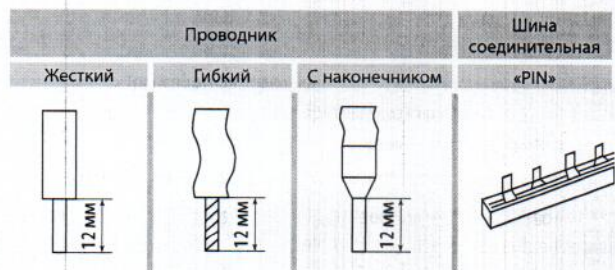 Проводник
Шина
соединительная
Жесткий
Гибкий
С наконечником
«PIN»
12 мм
12 мм
12 мм